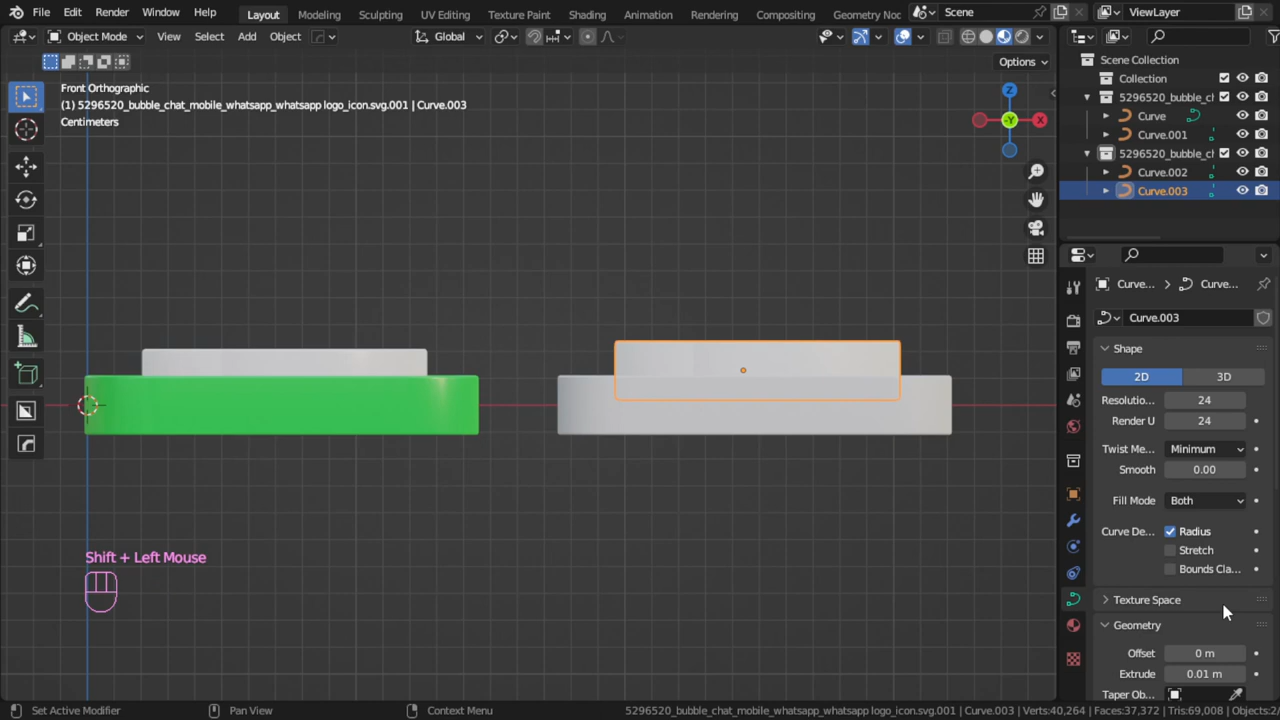 File Edit Render Window Help Layout Modeling Sculpting UV Editing Texture Paint Shading Animation Rendering Compositing Geometry Noc Scene ViewLayer
Object Mode View Select Add Object Global
Options
Front Orthographic
(1) 5296520_bubble_chat_mobile_whatsapp_whatsapp logo_icon.svg.001 | Curve.003
Centimeters
Z
-Y
X
Scene Collection
Collection
5296520_bubble_ch
Curve
Curve.001
5296520_bubble_ch
Curve.002
Curve.003
Curve... Curve...
Curve.003
Shape
2D 3D
Resolutio... 24
Render U 24
Twist Me... Minimum
Smooth 0.00
Fill Mode Both
Curve De... Radius
Stretch
Bounds Cla...
Texture Space
Geometry
Offset 0 m
Extrude 0.01 m
Taper Ob...
Shift + Left Mouse
Set Active Modifier Pan View Context Menu 5296520_bubble_chat_mobile_whatsapp_whatsapp logo_icon.svg.001 | Curve.003 Verts:40,264 | Faces:37,372 | Tris:69,008 | Objects:2/